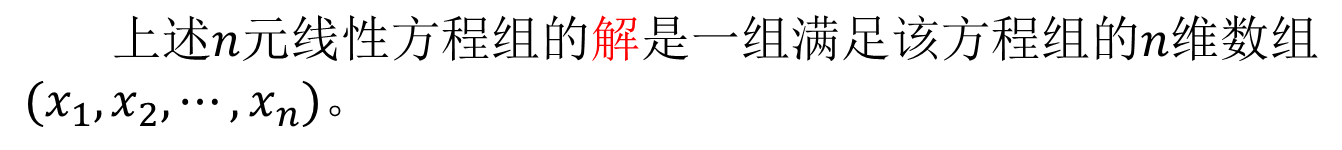 上述n元线性方程组的解是一组满足该方程组的n维数组
(x₁, x₂, ⋯ , xₙ)。